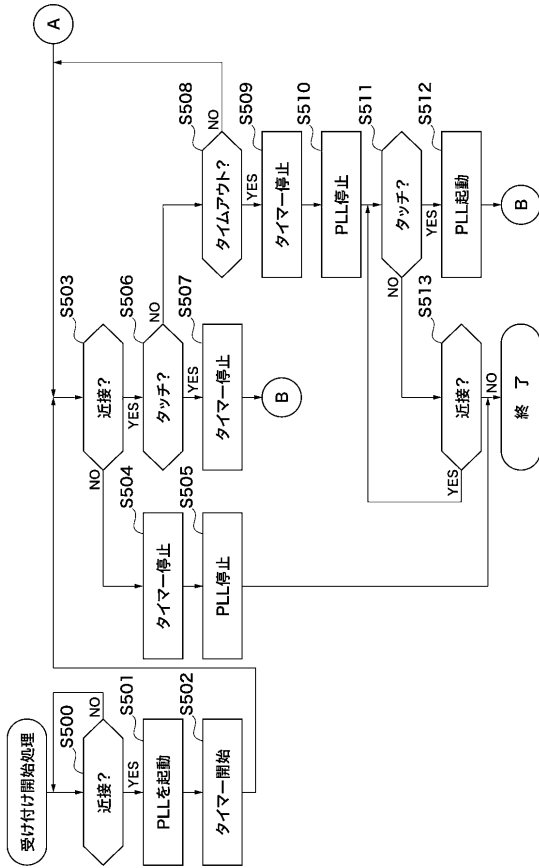 受け付け開始処理
S500
近接?
NO
YES
S501
PLLを起動
S502
タイマー開始
A
S503
近接?
NO
YES
S504
タイマー停止
S505
PLL停止
S506
タッチ?
NO
YES
S507
タイマー停止
B
S508
タイムアウト?
NO
YES
S509
タイマー停止
S510
PLL停止
S511
タッチ?
NO
YES
S512
PLL起動
B
S513
近接?
YES
NO
終 了